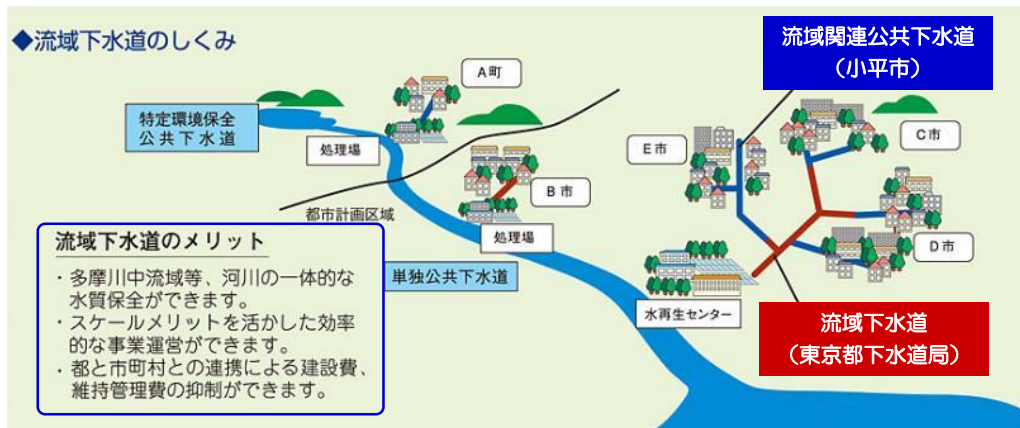 ◆流域下水道のしくみ
流域関連公共下水道
（小平市）
A町
特定環境保全
公共下水道
処理場
E市
C市
B市
都市計画区域
処理場
D市
単独公共下水道
水再生センター
流域下水道
（東京都下水道局）
流域下水道のメリット
・多摩川中流域等、河川の一体的な
水質保全ができます。
・スケールメリットを活かした効率
的な事業運営ができます。
・都と市町村との連携による建設費、
維持管理費の抑制ができます。